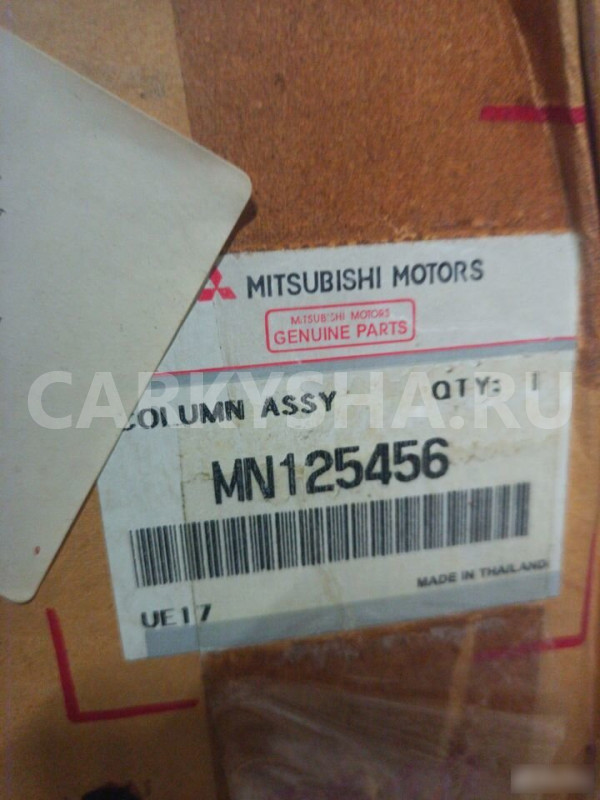 MITSUBISHI MOTORS
MITSUBISHI MOTORS
GENUINE PARTS
COLUMN ASSY QTY: 1
CARKYSHA.RU
MN125456
MADE IN THAILAND
UE17